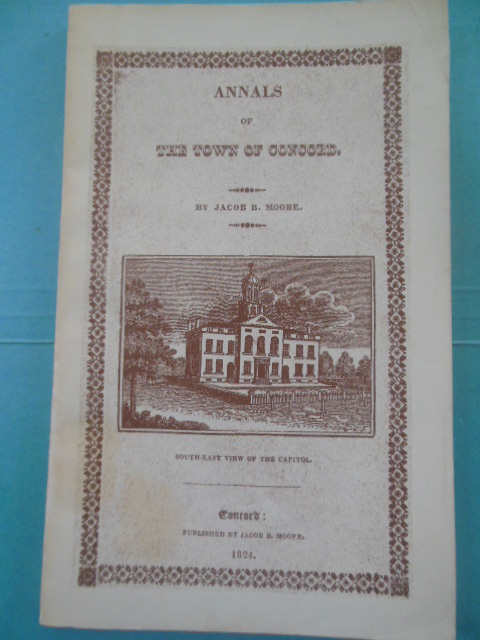 ANNALS
OF
THE TOWN OF CONCORD.
BY JACOB B. MOORE.
SOUTH-EAST VIEW OF THE CAPITOL.
Concord:
PUBLISHED BY JACOB B. MOORE.
1824.